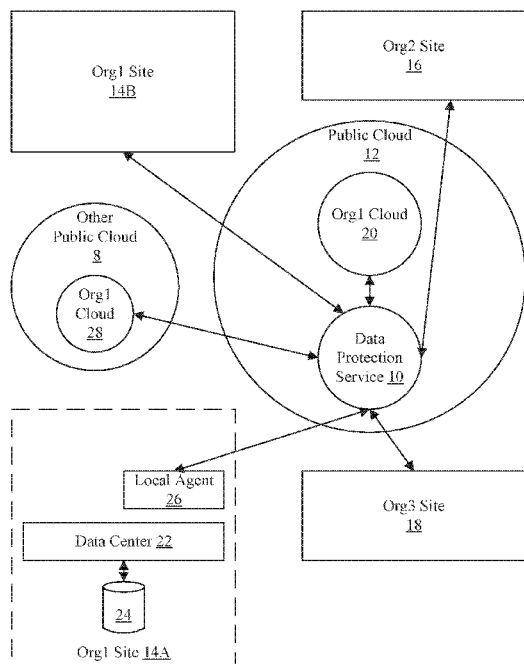 Org1 Site
14B
Org2 Site
16
Public Cloud
12
Org1 Cloud
20
Other
Public Cloud
8
Org1
Cloud
28
Data
Protection
Service 10
Local Agent
26
Data Center 22
24
Org1 Site 14A
Org3 Site
18